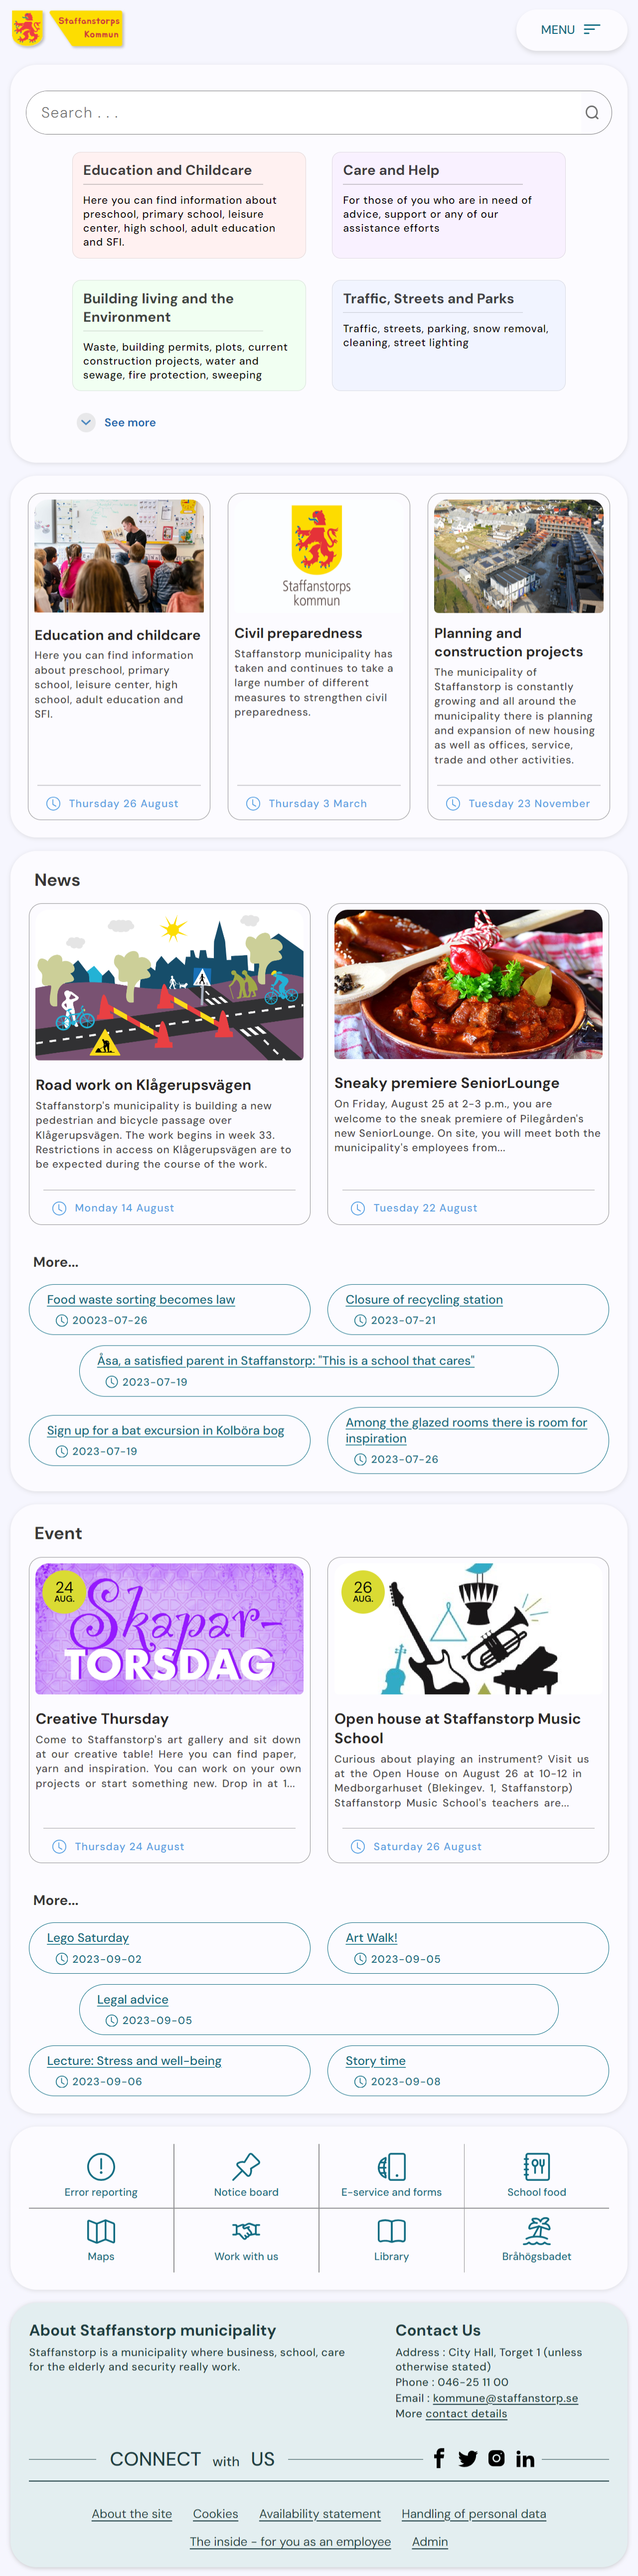 Staffanstorps
Kommun
MENU
Search . . .
Education and Childcare
Here you can find information about
preschool, primary school, leisure
center, high school, adult education
and SFI.
Care and Help
For those of you who are in need of
advice, support or any of our
assistance efforts
Building living and the
Environment
Waste, building permits, plots, current
construction projects, water and
sewage, fire protection, sweeping
Traffic, Streets and Parks
Traffic, streets, parking, snow removal,
cleaning, street lighting
See more
Education and childcare
Here you can find information
about preschool, primary
school, leisure center, high
school, adult education and
SFI.
Thursday 26 August
Staffanstorps
kommun
Civil preparedness
Staffanstorp municipality has
taken and continues to take a
large number of different
measures to strengthen civil
preparedness.
Thursday 3 March
Planning and
construction projects
The municipality of
Staffanstorp is constantly
growing and all around the
municipality there is planning
and expansion of new housing
as well as offices, service,
trade and other activities.
Tuesday 23 November
News
Road work on Klågerupsvägen
Staffanstorp's municipality is building a new
pedestrian and bicycle passage over
Klågerupsvägen. The work begins in week 33.
Restrictions in access on Klågerupsvägen are to
be expected during the course of the work.
Monday 14 August
Sneaky premiere SeniorLounge
On Friday, August 25 at 2-3 p.m., you are
welcome to the sneak premiere of Pilegården's
new SeniorLounge. On site, you will meet both the
municipality's employees from...
Tuesday 22 August
More...
Food waste sorting becomes law
20023-07-26
Closure of recycling station
2023-07-21
Åsa, a satisfied parent in Staffanstorp: "This is a school that cares"
2023-07-19
Sign up for a bat excursion in Kolböra bog
2023-07-19
Among the glazed rooms there is room for
inspiration
2023-07-26
Event
24
AUG.
Skapar-
TORSDAG
Creative Thursday
Come to Staffanstorp's art gallery and sit down
at our creative table! Here you can find paper,
yarn and inspiration. You can work on your own
projects or start something new. Drop in at 1...
Thursday 24 August
26
AUG.
Open house at Staffanstorp Music
School
Curious about playing an instrument? Visit us
at the Open House on August 26 at 10-12 in
Medborgarhuset (Blekingev. 1, Staffanstorp)
Staffanstorp Music School's teachers are...
Saturday 26 August
More...
Lego Saturday
2023-09-02
Art Walk!
2023-09-05
Legal advice
2023-09-05
Lecture: Stress and well-being
2023-09-06
Story time
2023-09-08
Error reporting
Notice board
E-service and forms
School food
Maps
Work with us
Library
Bråhögsbadet
About Staffanstorp municipality
Staffanstorp is a municipality where business, school, care
for the elderly and security really work.
Contact Us
Address : City Hall, Torget 1 (unless
otherwise stated)
Phone : 046-25 11 00
Email : kommune@staffanstorp.se
More contact details
CONNECT with US
About the site
Cookies
Availability statement
Handling of personal data
The inside - for you as an employee
Admin